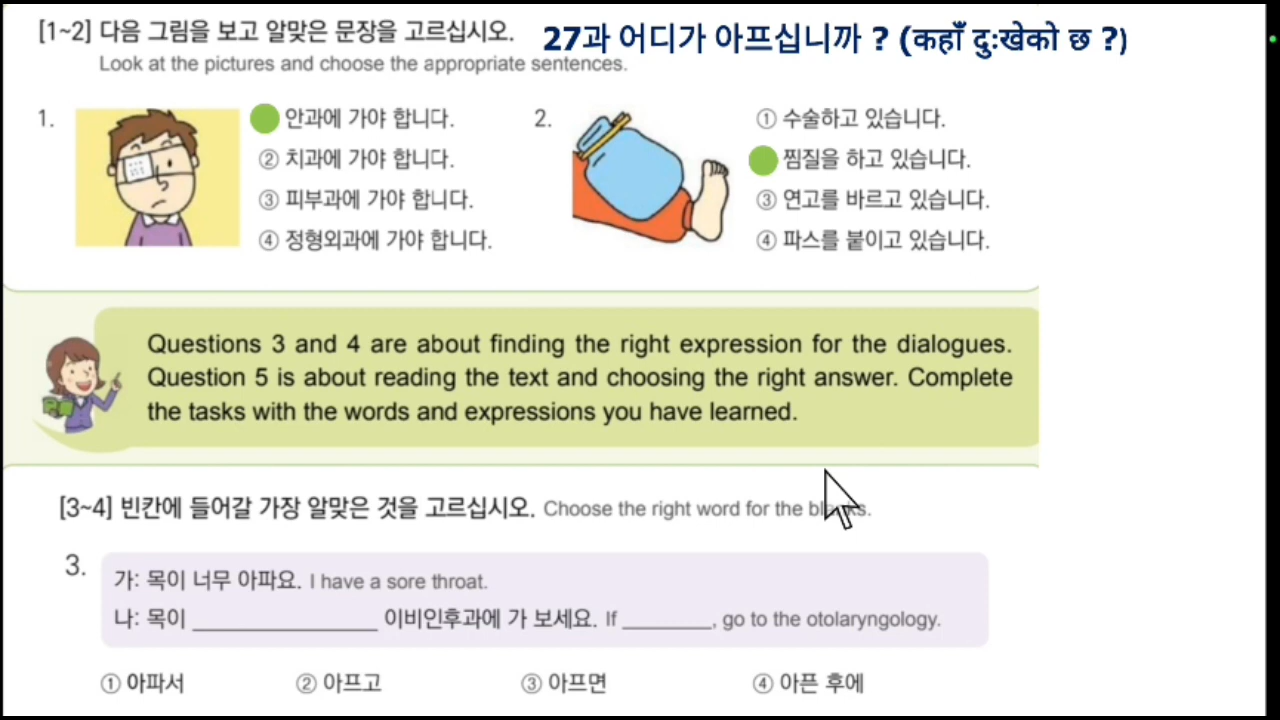 [1~2] 다음 그림을 보고 알맞은 문장을 고르십시오.
27과 어디가 아프십니까 ? (कहाँ दुःखेको छ ?)
Look at the pictures and choose the appropriate sentences.
1.
안과에 가야 합니다.
② 치과에 가야 합니다.
③ 피부과에 가야 합니다.
④ 정형외과에 가야 합니다.
2.
① 수술하고 있습니다.
찜질을 하고 있습니다.
③ 연고를 바르고 있습니다.
④ 파스를 붙이고 있습니다.
Questions 3 and 4 are about finding the right expression for the dialogues.
Question 5 is about reading the text and choosing the right answer. Complete
the tasks with the words and expressions you have learned.
[3~4] 빈칸에 들어갈 가장 알맞은 것을 고르십시오. Choose the right word for the
3.
가: 목이 너무 아파요. I have a sore throat.
나: 목이 ________________ 이비인후과에 가 보세요. If ________, go to the otolaryngology.
① 아파서 ② 아프고 ③ 아프면 ④ 아픈 후에